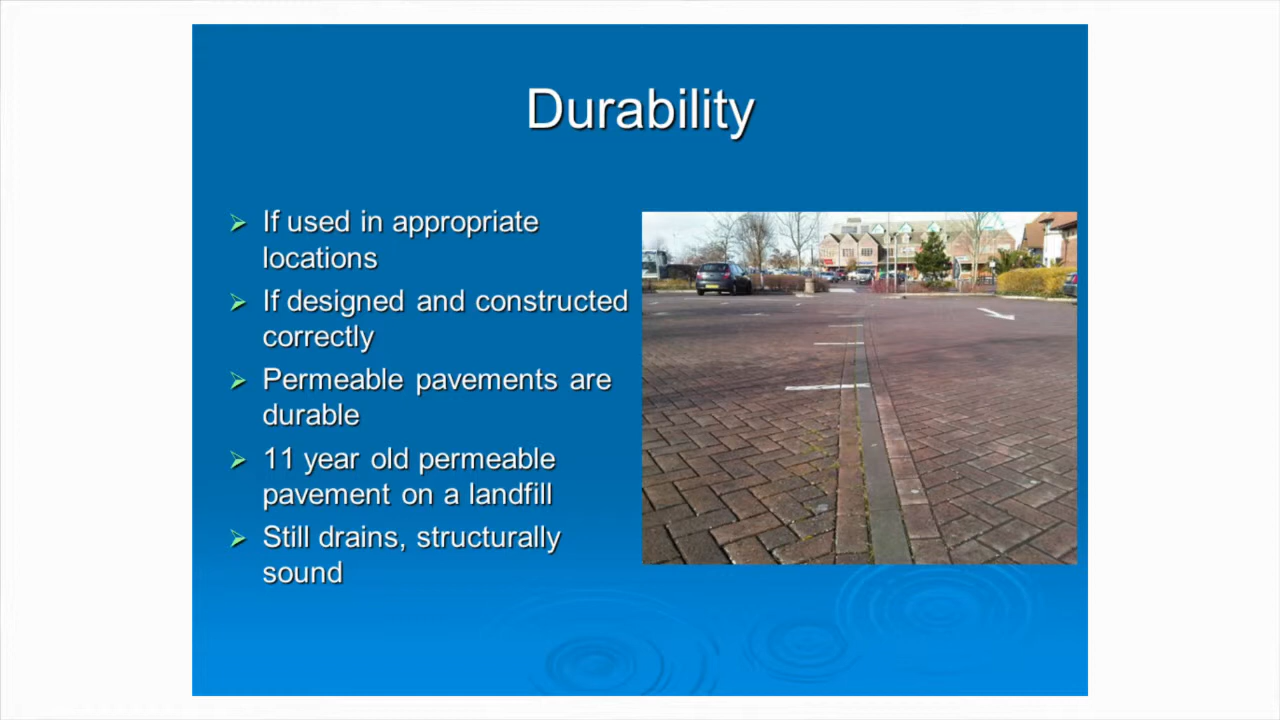 Durability
If used in appropriate
locations
If designed and constructed
correctly
Permeable pavements are
durable
11 year old permeable
pavement on a landfill
Still drains, structurally
sound